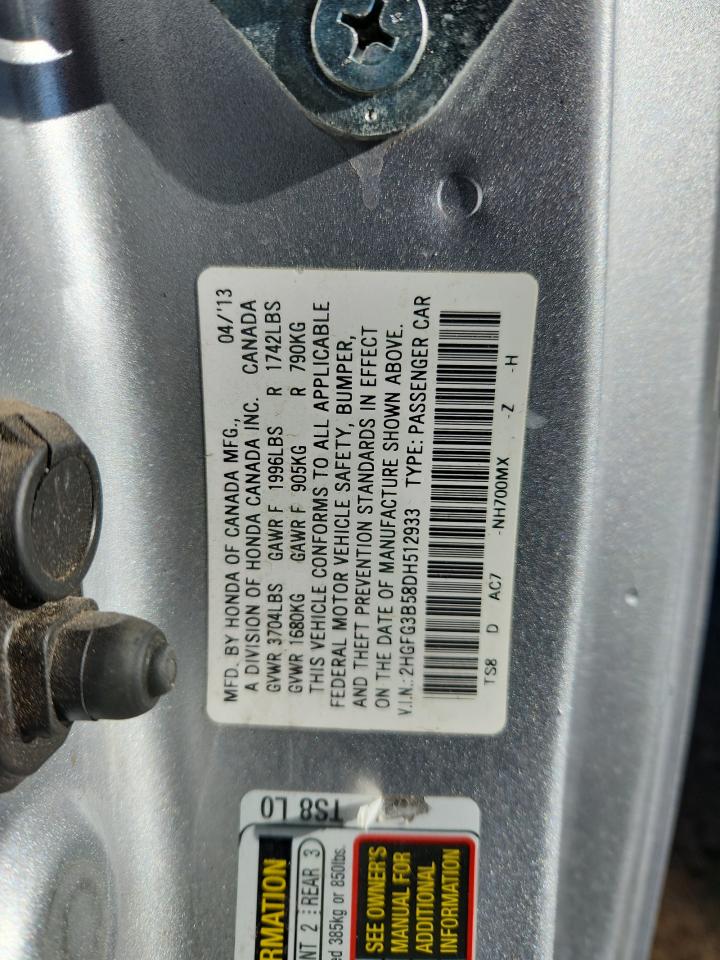 MFD. BY HONDA OF CANADA MFG., 04/'13
A DIVISION OF HONDA CANADA INC. CANADA
GVWR 3704LBS GAWR F 1996LBS R 1742LBS
GVWR 1680KG GAWR F 905KG R 790KG
THIS VEHICLE CONFORMS TO ALL APPLICABLE
FEDERAL MOTOR VEHICLE SAFETY, BUMPER,
AND THEFT PREVENTION STANDARDS IN EFFECT
ON THE DATE OF MANUFACTURE SHOWN ABOVE.
V.I.N.:2HGFG3B58DH512933 TYPE: PASSENGER CAR
TS8 D AC7 -NH700MX -Z -H
TS8 L0
NT 2 REAR 3
385kg or 850lbs.
SEE OWNER'S
MANUAL FOR
ADDITIONAL
INFORMATION